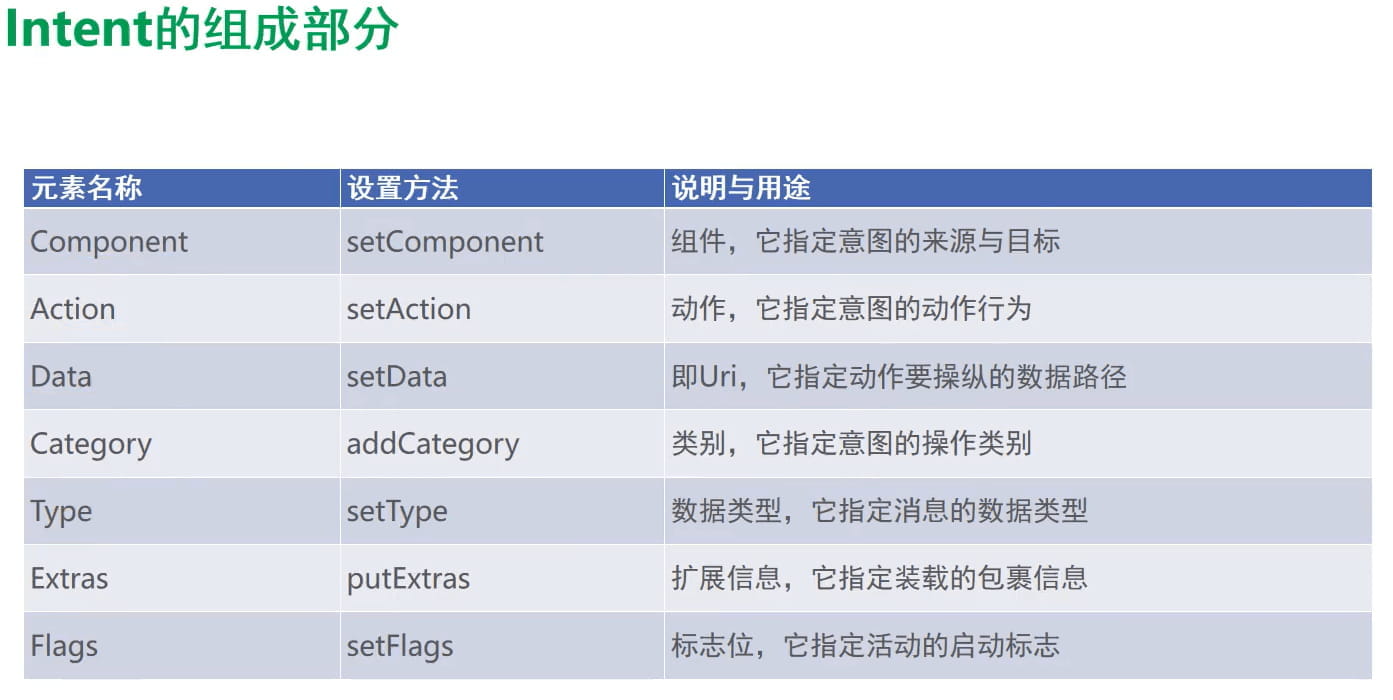 Intent的组成部分
元素名称 设置方法 说明与用途
Component setComponent 组件，它指定意图的来源与目标
Action setAction 动作，它指定意图的动作行为
Data setData 即Uri，它指定动作要操纵的数据路径
Category addCategory 类别，它指定意图的操作类别
Type setType 数据类型，它指定消息的数据类型
Extras putExtras 扩展信息，它指定装载的包裹信息
Flags setFlags 标志位，它指定活动的启动标志